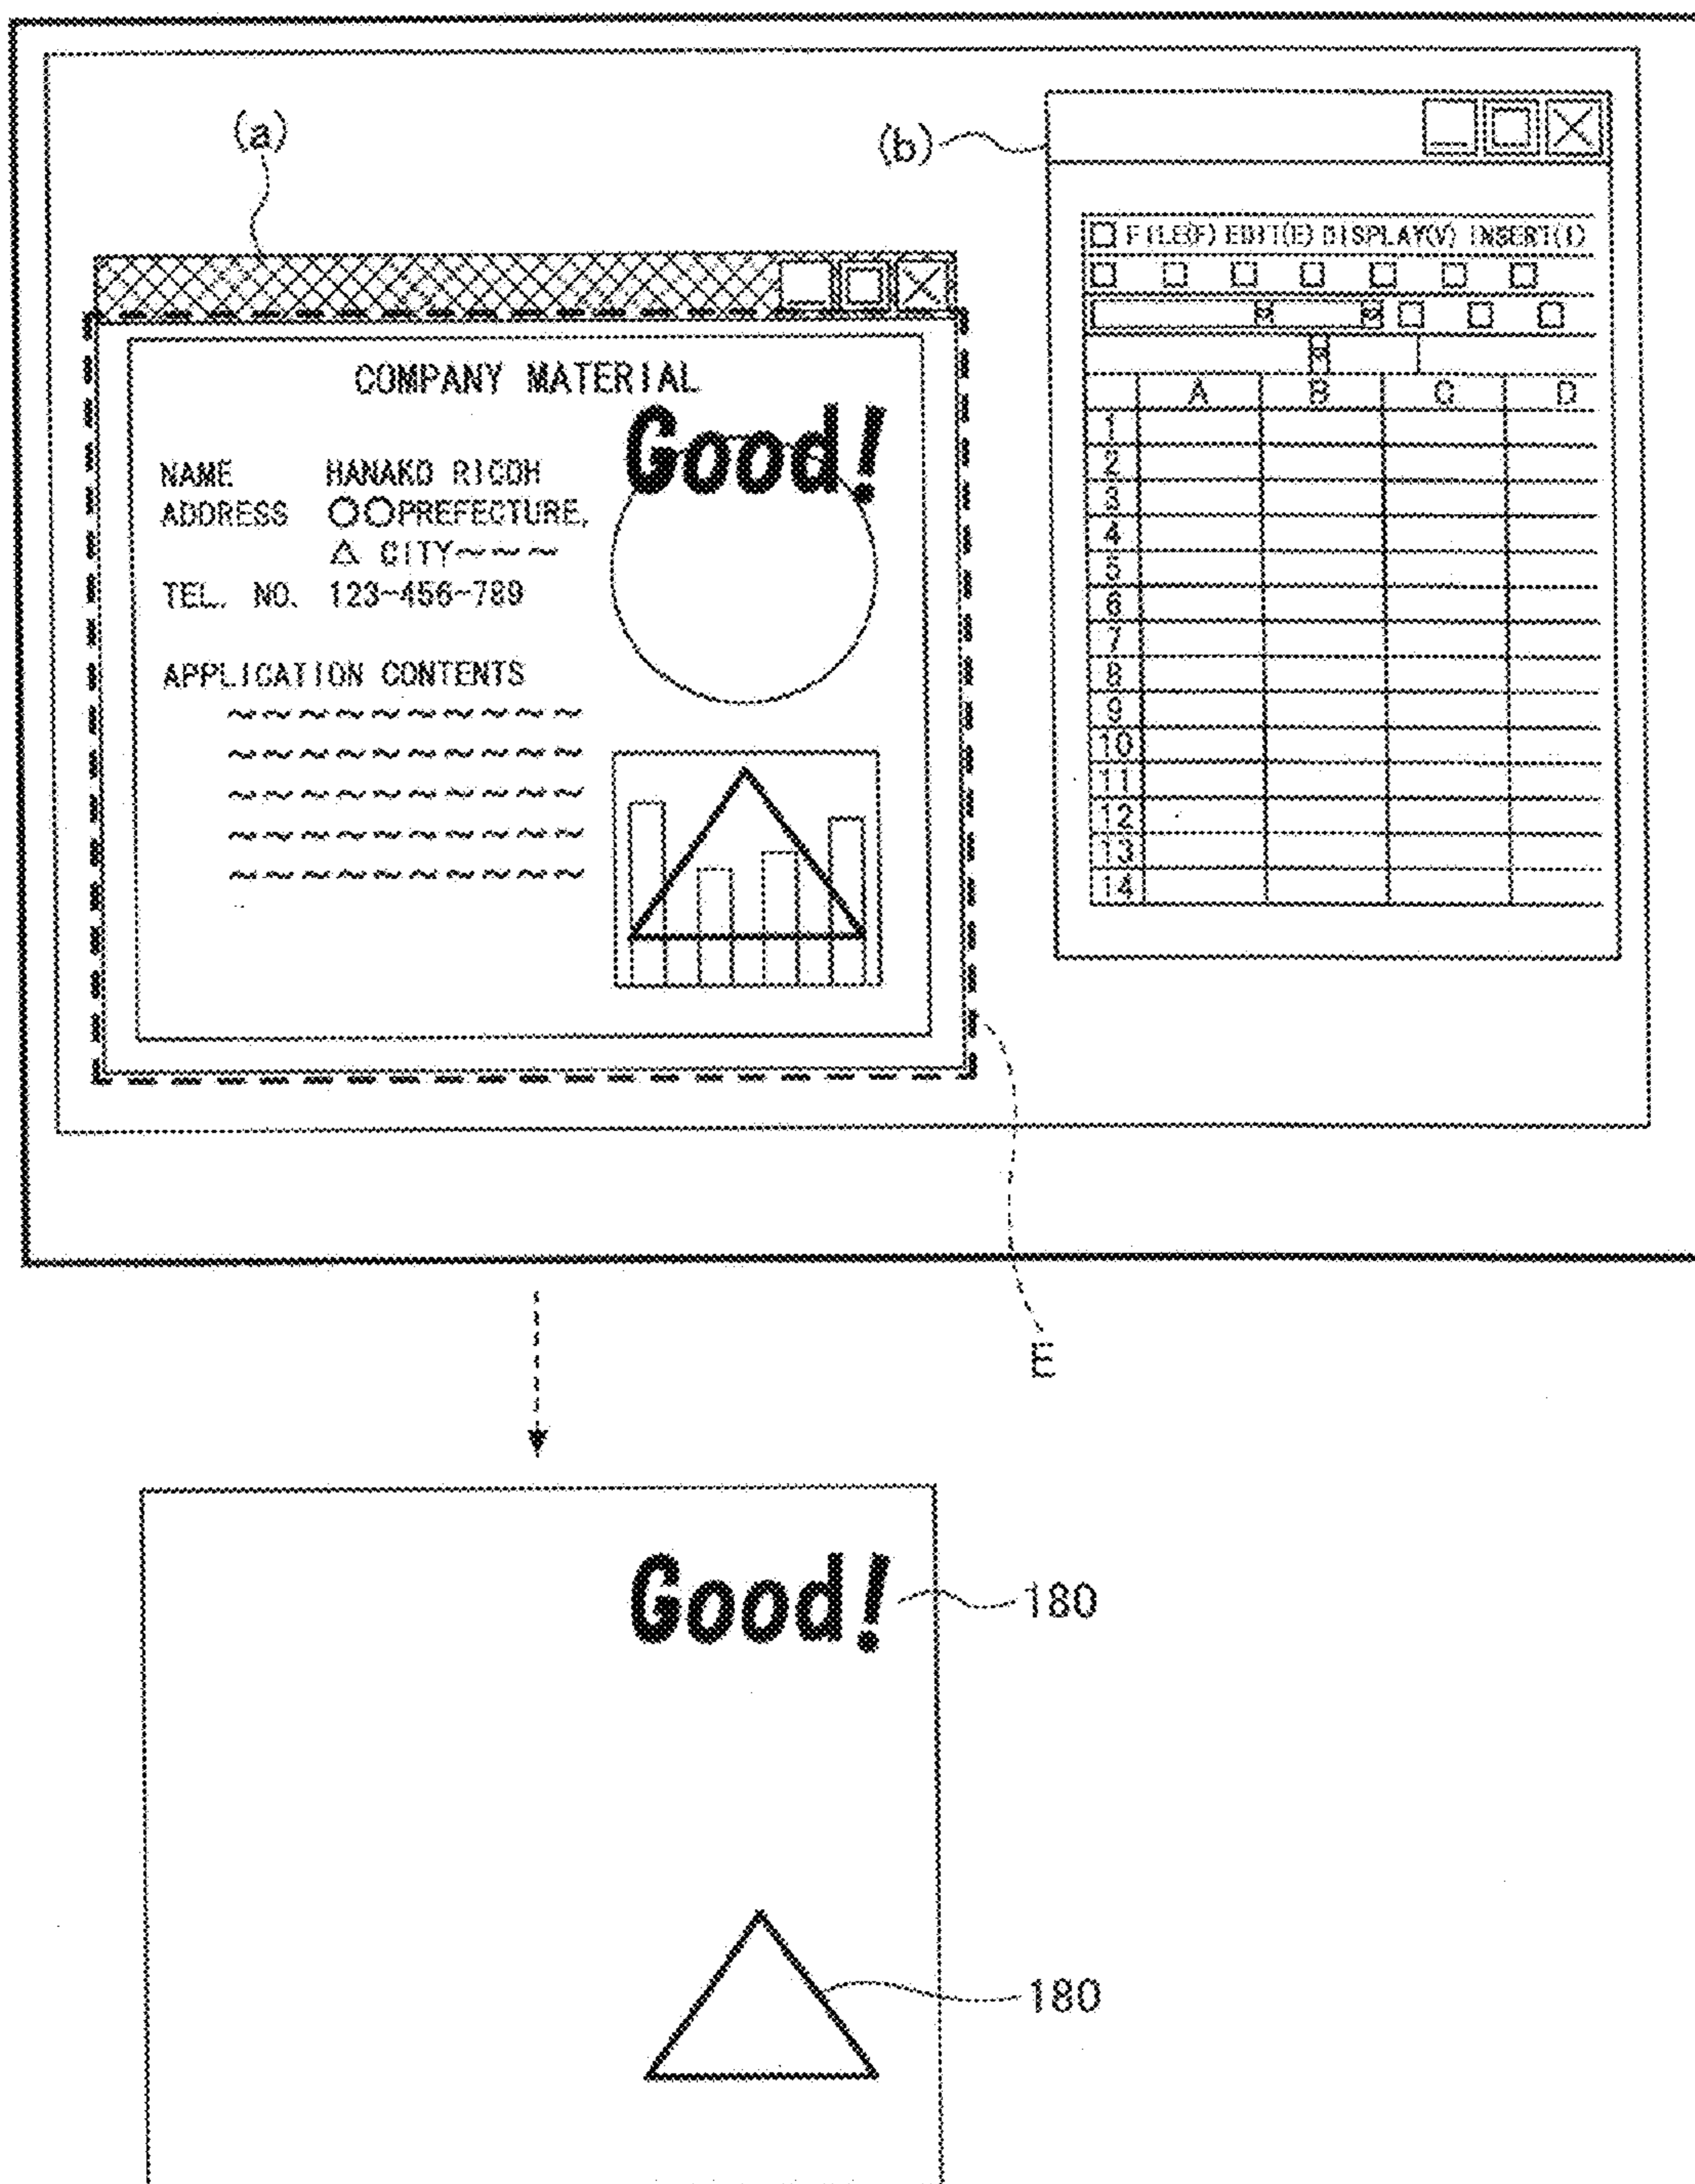 (a)
(b)
FILE(F) EDIT(E) DISPLAY(V) INSERT(I)
A B C D
1
2
3
4
5
6
7
8
9
10
11
12
13
14
COMPANY MATERIAL
Good!
NAME HANAKO RICOH
ADDRESS ○○PREFECTURE,
△ CITY~~~
TEL. NO. 123-456-789
APPLICATION CONTENTS
E
Good!
180
180